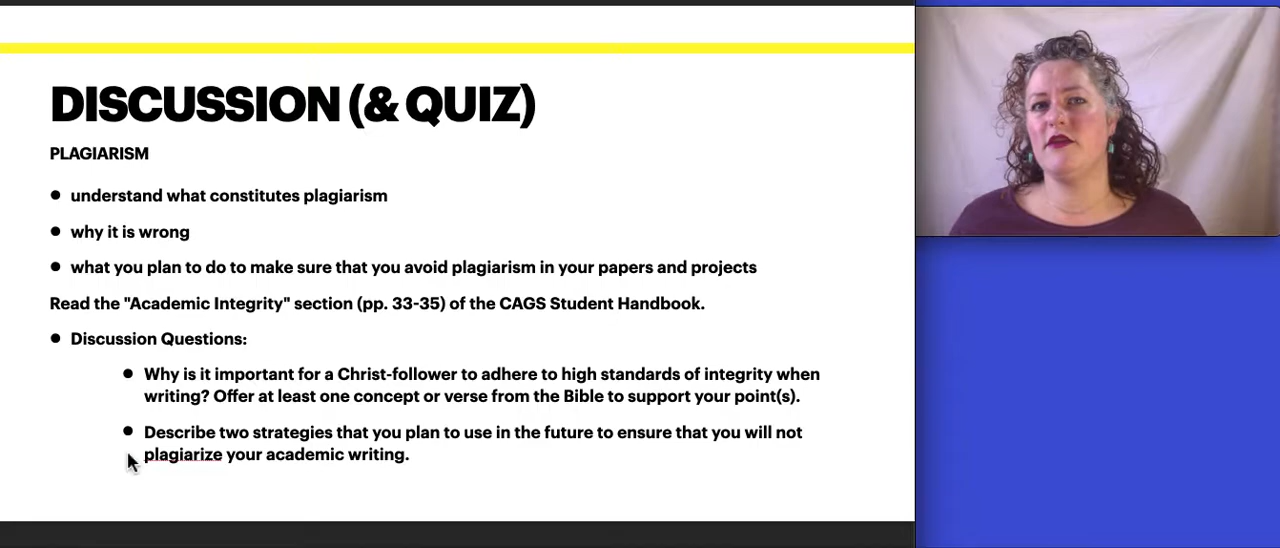 DISCUSSION (& QUIZ)
PLAGIARISM
● understand what constitutes plagiarism
● why it is wrong
● what you plan to do to make sure that you avoid plagiarism in your papers and projects
Read the "Academic Integrity" section (pp. 33-35) of the CAGS Student Handbook.
● Discussion Questions:
● Why is it important for a Christ-follower to adhere to high standards of integrity when
writing? Offer at least one concept or verse from the Bible to support your point(s).
● Describe two strategies that you plan to use in the future to ensure that you will not
plagiarize your academic writing.